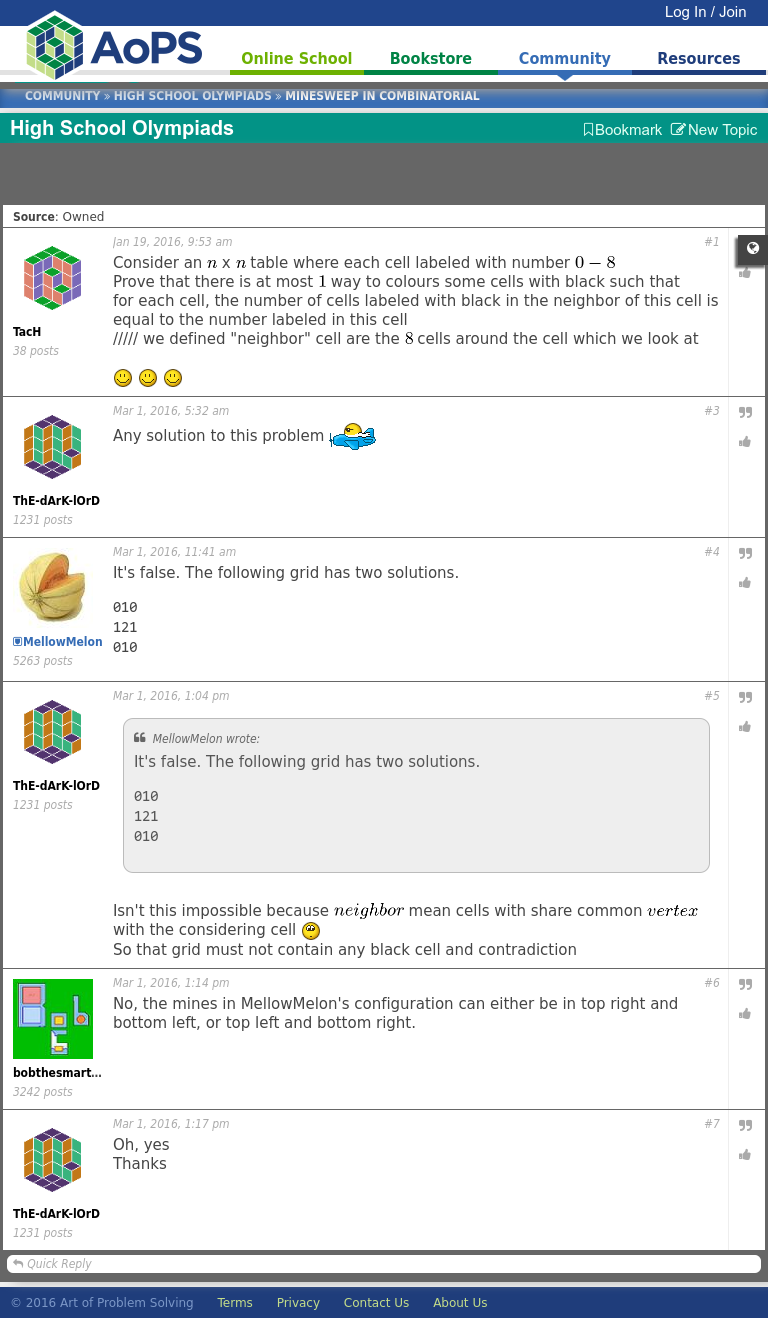 Log In / Join
AoPS
Online School Bookstore Community Resources
COMMUNITY » HIGH SCHOOL OLYMPIADS » MINESWEEP IN COMBINATORIAL
High School Olympiads Bookmark New Topic
Source: Owned
Jan 19, 2016, 9:53 am #1
Consider an n x n table where each cell labeled with number 0 − 8
Prove that there is at most 1 way to colours some cells with black such that
for each cell, the number of cells labeled with black in the neighbor of this cell is
equal to the number labeled in this cell
///// we defined "neighbor" cell are the 8 cells around the cell which we look at
TacH
38 posts
Mar 1, 2016, 5:32 am #3
Any solution to this problem
ThE-dArK-lOrD
1231 posts
Mar 1, 2016, 11:41 am #4
It's false. The following grid has two solutions.
010
121
010
MellowMelon
5263 posts
Mar 1, 2016, 1:04 pm #5
MellowMelon wrote:
It's false. The following grid has two solutions.
010
121
010
ThE-dArK-lOrD
1231 posts
Isn't this impossible because neighbor mean cells with share common vertex
with the considering cell
So that grid must not contain any black cell and contradiction
Mar 1, 2016, 1:14 pm #6
No, the mines in MellowMelon's configuration can either be in top right and
bottom left, or top left and bottom right.
bobthesmart...
3242 posts
Mar 1, 2016, 1:17 pm #7
Oh, yes
Thanks
ThE-dArK-lOrD
1231 posts
Quick Reply
© 2016 Art of Problem Solving Terms Privacy Contact Us About Us